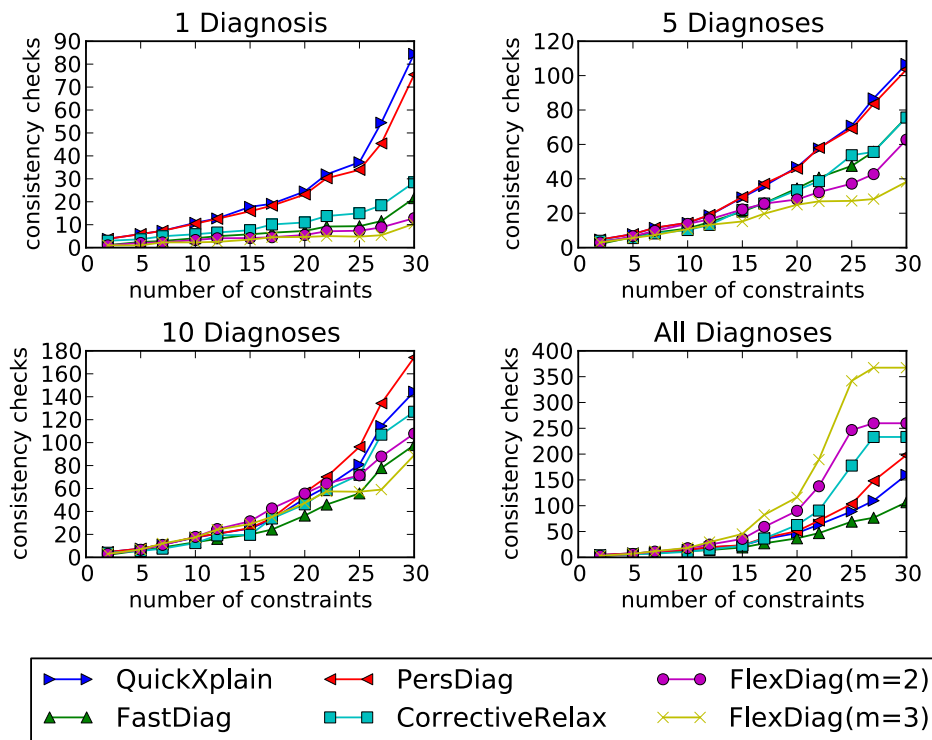 1 Diagnosis
90
80
70
60
50
40
30
20
10
0
consistency checks
0 5 10 15 20 25 30
number of constraints
5 Diagnoses
120
100
80
60
40
20
0
consistency checks
0 5 10 15 20 25 30
number of constraints
10 Diagnoses
180
160
140
120
100
80
60
40
20
0
consistency checks
0 5 10 15 20 25 30
number of constraints
All Diagnoses
400
350
300
250
200
150
100
50
0
consistency checks
0 5 10 15 20 25 30
number of constraints
QuickXplain PersDiag FlexDiag(m=2)
FastDiag CorrectiveRelax FlexDiag(m=3)